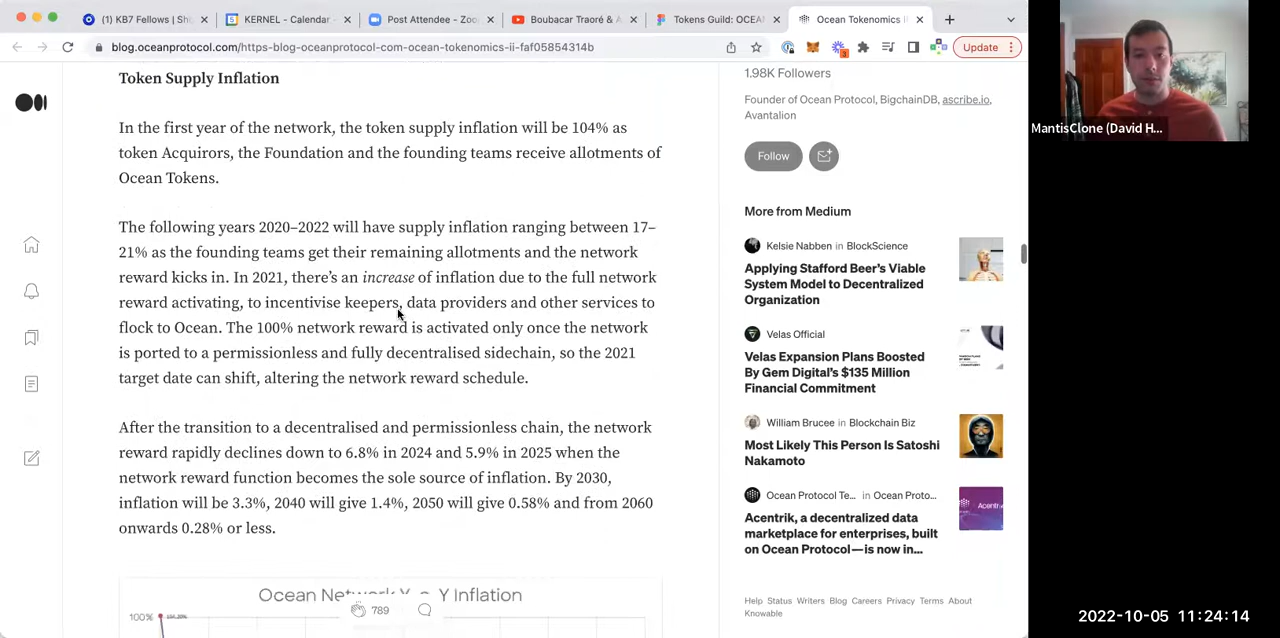 (1) KB7 Fellows | Sh
KERNEL - Calendar -
Post Attendee - Zoo
Boubacar Traoré & A
Tokens Guild: OCEA
Ocean Tokenomics I
blog.oceanprotocol.com/https-blog-oceanprotocol-com-ocean-tokenomics-ii-faf05854314b
3
Update
Token Supply Inflation
In the first year of the network, the token supply inflation will be 104% as
token Acquirors, the Foundation and the founding teams receive allotments of
Ocean Tokens.
The following years 2020–2022 will have supply inflation ranging between 17–
21% as the founding teams get their remaining allotments and the network
reward kicks in. In 2021, there's an increase of inflation due to the full network
reward activating, to incentivise keepers, data providers and other services to
flock to Ocean. The 100% network reward is activated only once the network
is ported to a permissionless and fully decentralised sidechain, so the 2021
target date can shift, altering the network reward schedule.
After the transition to a decentralised and permissionless chain, the network
reward rapidly declines down to 6.8% in 2024 and 5.9% in 2025 when the
network reward function becomes the sole source of inflation. By 2030,
inflation will be 3.3%, 2040 will give 1.4%, 2050 will give 0.58% and from 2060
onwards 0.28% or less.
Ocean Network Y Y Inflation
789
100%
1.98K Followers
Founder of Ocean Protocol, BigchainDB, ascribe.io,
Avantalion
Follow
More from Medium
Kelsie Nabben in BlockScience
Applying Stafford Beer's Viable
System Model to Decentralized
Organization
Velas Official
Velas Expansion Plans Boosted
By Gem Digital's $135 Million
Financial Commitment
William Brucee in Blockchain Biz
Most Likely This Person Is Satoshi
Nakamoto
Ocean Protocol Te... in Ocean Proto...
Acentrik, a decentralized data
marketplace for enterprises, built
on Ocean Protocol — is now in...
Help Status Writers Blog Careers Privacy Terms About
Knowable
MantisClone (David H...
2022-10-05 11:24:14